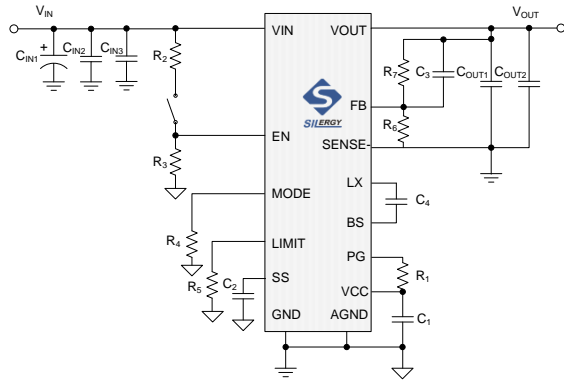 VIN VOUT
VIN VOUT
CIN1 + CIN2 CIN3 R2 R7 C3 COUT1 COUT2
SILERGY
FB
R6
EN SENSE-
R3
LX
MODE C4
BS
R4
LIMIT PG
R1
R5 C2 SS VCC
GND AGND C1